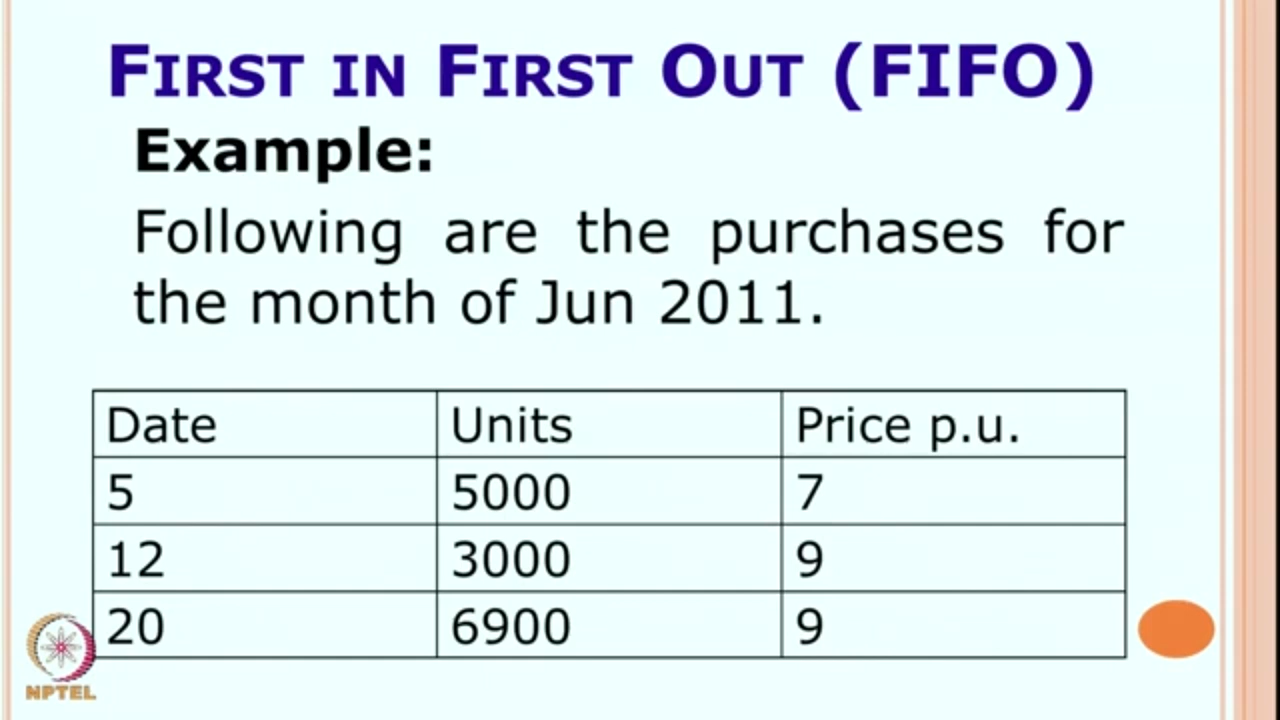 FIRST IN FIRST OUT (FIFO)
Example:
Following are the purchases for
the month of Jun 2011.
Date Units Price p.u.
5 5000 7
12 3000 9
20 6900 9
NPTEL